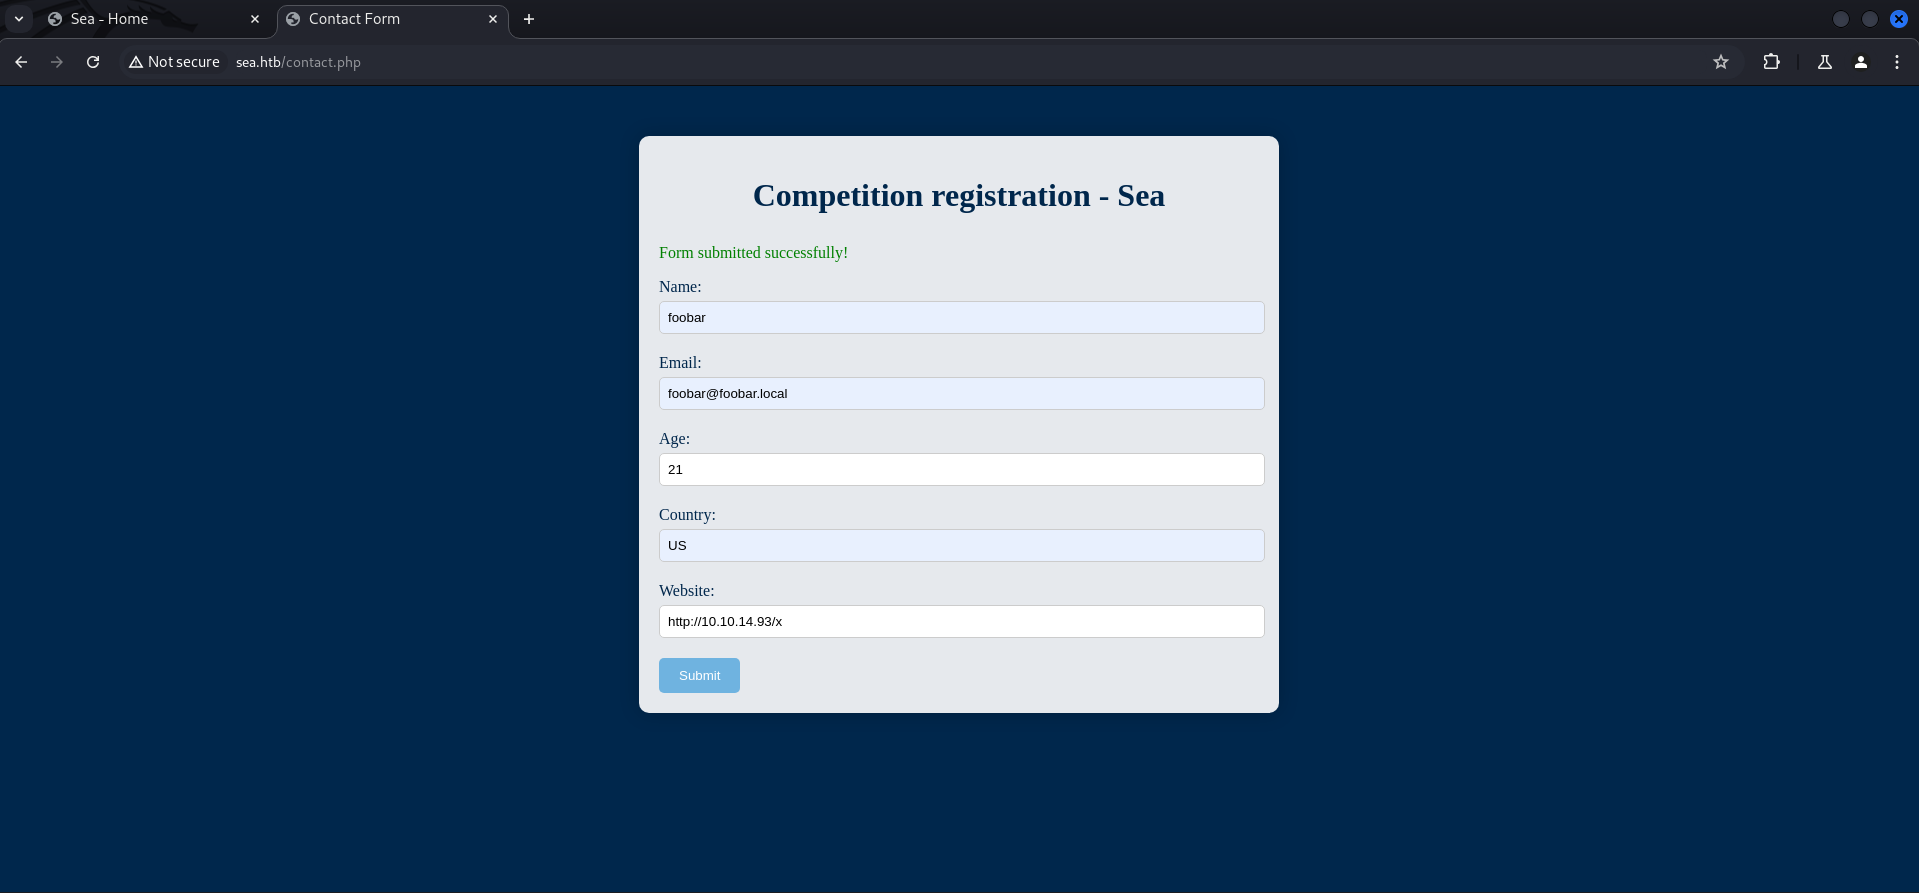 Sea - Home
Contact Form
Not secure
sea.htb/contact.php
Competition registration - Sea
Form submitted successfully!
Name:
foobar
Email:
foobar@foobar.local
Age:
21
Country:
US
Website:
http://10.10.14.93/x
Submit